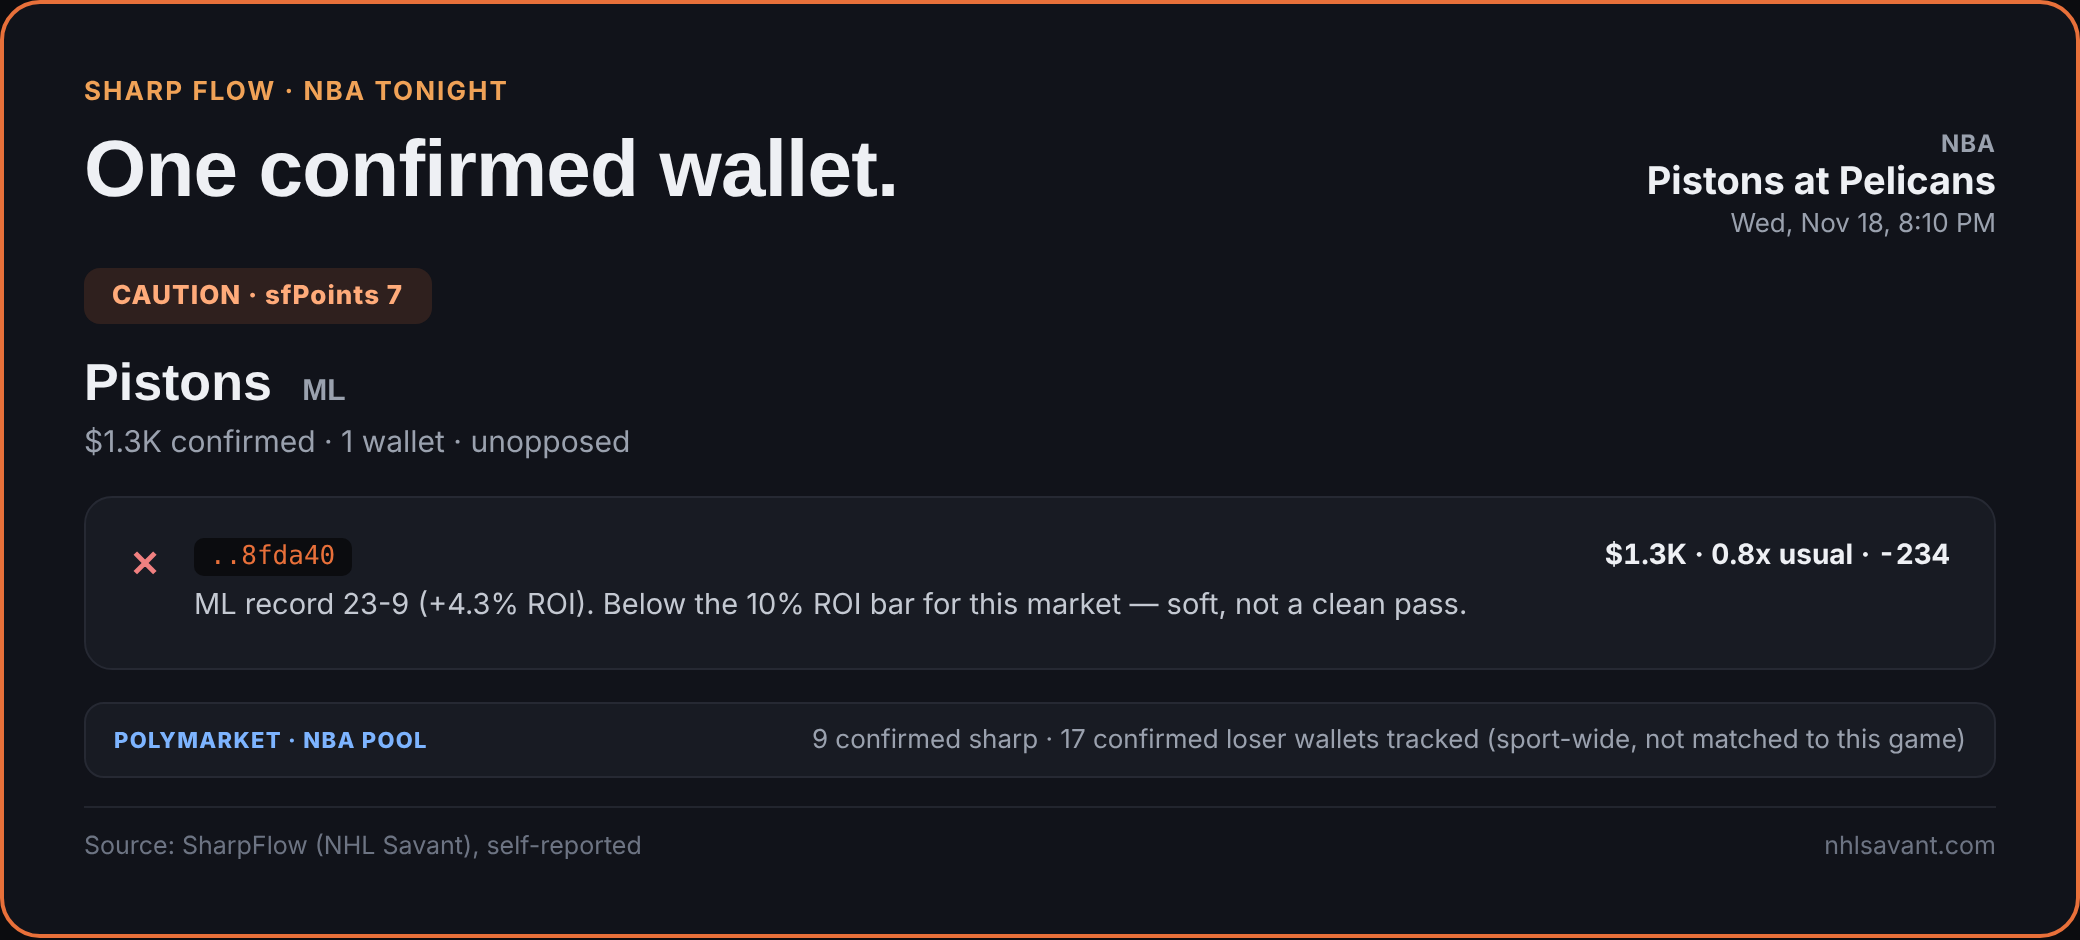 SHARP FLOW · NBA TONIGHT
One confirmed wallet.
NBA
Pistons at Pelicans
Wed, Nov 18, 8:10 PM
CAUTION · sfPoints 7
Pistons ML
$1.3K confirmed · 1 wallet · unopposed
✕ ..8fda40 $1.3K · 0.8x usual · -234
ML record 23-9 (+4.3% ROI). Below the 10% ROI bar for this market — soft, not a clean pass.
POLYMARKET · NBA POOL 9 confirmed sharp · 17 confirmed loser wallets tracked (sport-wide, not matched to this game)
Source: SharpFlow (NHL Savant), self-reported nhlsavant.com